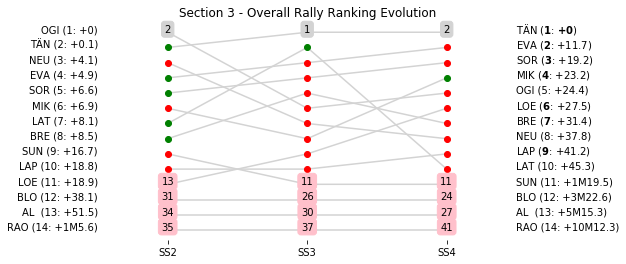 Section 3 - Overall Rally Ranking Evolution
OGI (1: +0) 2 1 2 TÄN (1: +0)
TÄN (2: +0.1) EVA (2: +11.7)
NEU (3: +4.1) SOR (3: +19.2)
EVA (4: +4.9) MIK (4: +23.2)
SOR (5: +6.6) OGI (5: +24.4)
MIK (6: +6.9) LOE (6: +27.5)
LAT (7: +8.1) BRE (7: +31.4)
BRE (8: +8.5) NEU (8: +37.8)
SUN (9: +16.7) LAP (9: +41.2)
LAP (10: +18.8) LAT (10: +45.3)
LOE (11: +18.9) 13 11 11 SUN (11: +1M19.5)
BLO (12: +38.1) 31 26 24 BLO (12: +3M22.6)
AL (13: +51.5) 34 30 27 AL (13: +5M15.3)
RAO (14: +1M5.6) 35 37 41 RAO (14: +10M12.3)
SS2 SS3 SS4